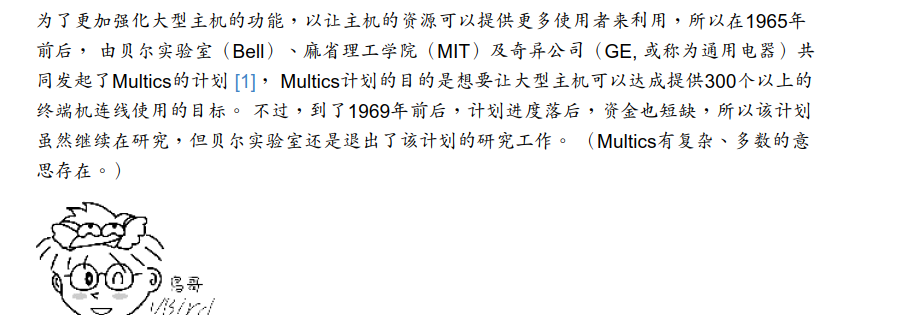 为了更加强化大型主机的功能，以让主机的资源可以提供更多使用者来利用，所以在1965年
前后， 由贝尔实验室（Bell）、麻省理工学院（MIT）及奇异公司（GE, 或称为通用电器）共
同发起了Multics的计划 [1]， Multics计划的目的是想要让大型主机可以达成提供300个以上的
终端机连线使用的目标。 不过，到了1969年前后，计划进度落后，资金也短缺，所以该计划
虽然继续在研究，但贝尔实验室还是退出了该计划的研究工作。 （Multics有复杂、多数的意
思存在。）
鸟哥